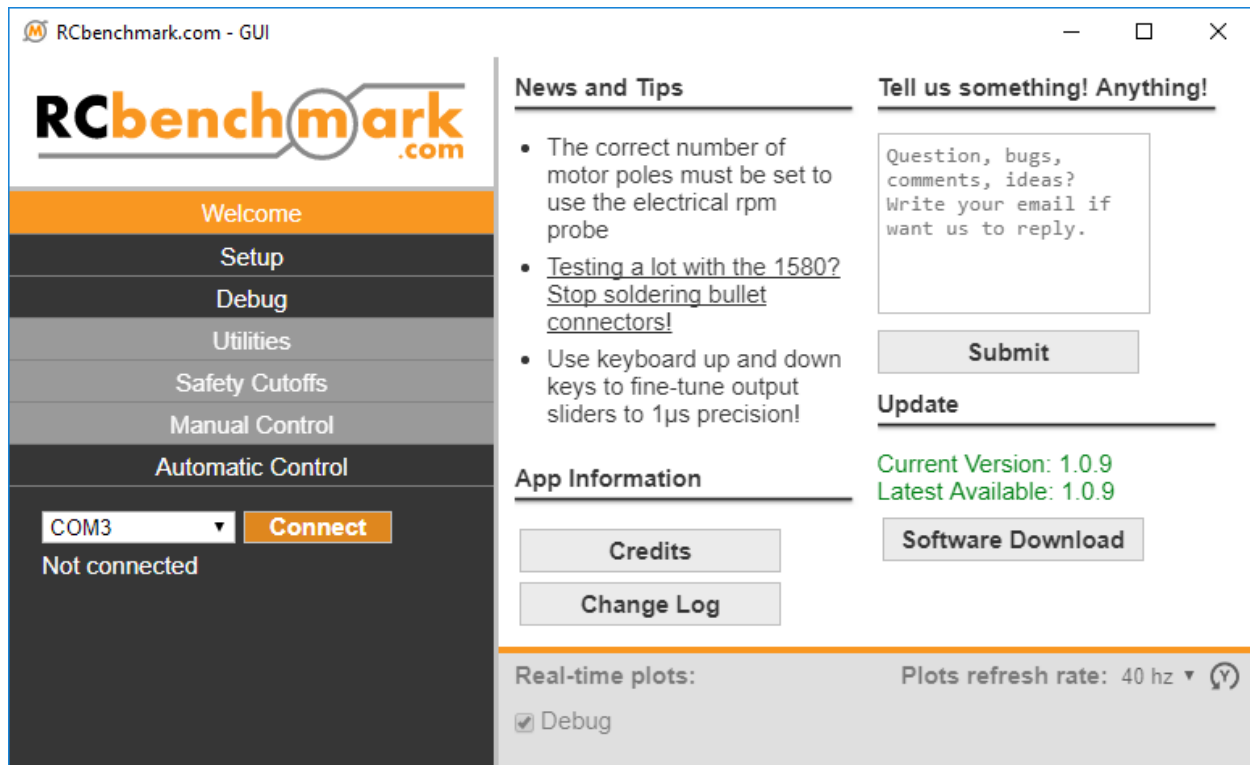 RCbenchmark.com - GUI
RCbenchmark
.com
Welcome
Setup
Debug
Utilities
Safety Cutoffs
Manual Control
Automatic Control
COM3
Connect
Not connected
News and Tips
The correct number of
motor poles must be set to
use the electrical rpm
probe
Testing a lot with the 1580?
Stop soldering bullet
connectors!
Use keyboard up and down
keys to fine-tune output
sliders to 1µs precision!
App Information
Credits
Change Log
Tell us something! Anything!
Question, bugs,
comments, ideas?
Write your email if
want us to reply.
Submit
Update
Current Version: 1.0.9
Latest Available: 1.0.9
Software Download
Real-time plots:
Plots refresh rate: 40 hz
Y
Debug